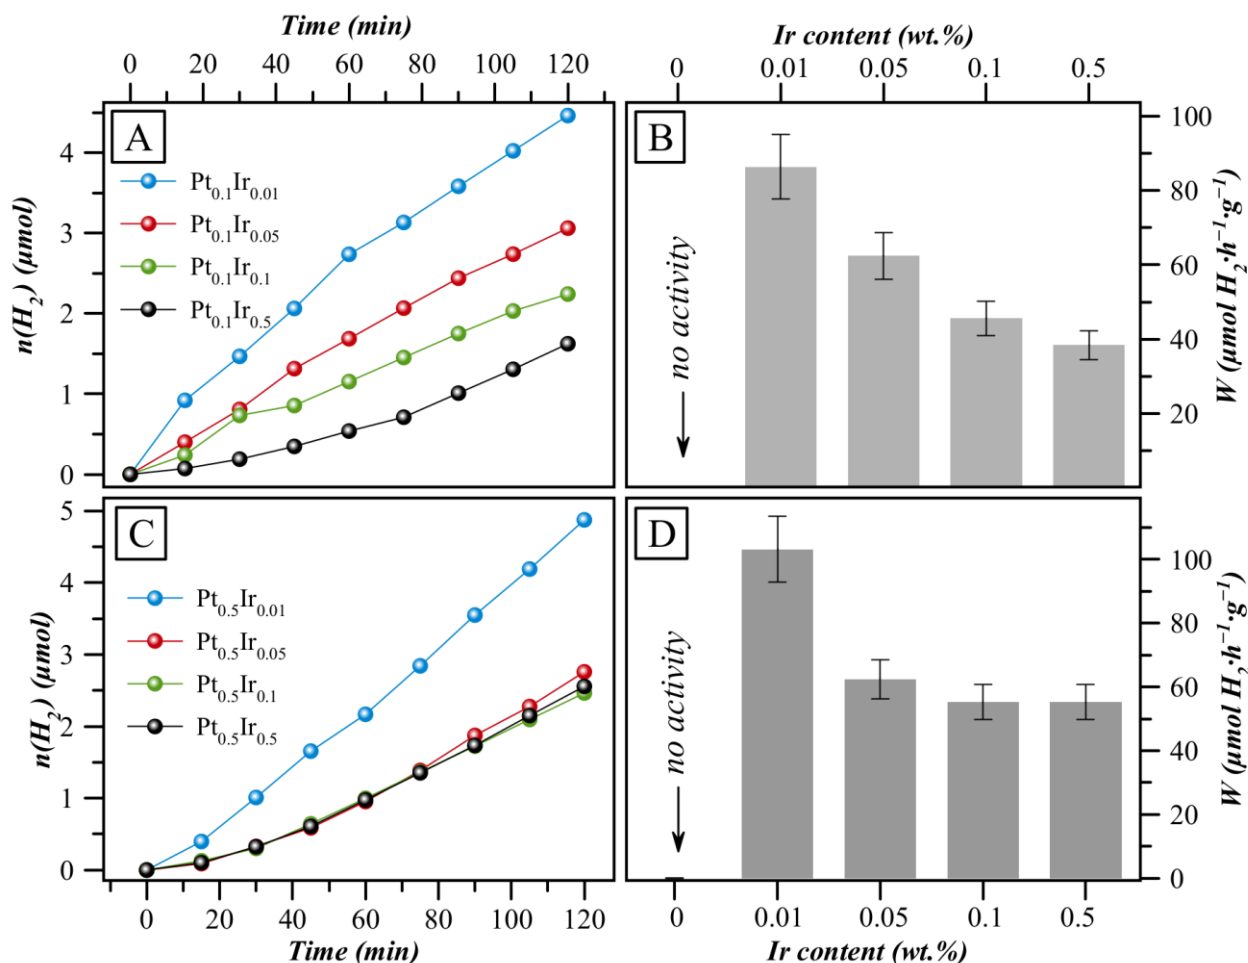 Time (min)
0 20 40 60 80 100 120
A
n(H₂) (μmol)
4
3
2
1
0
Pt₀.₁Ir₀.₀₁
Pt₀.₁Ir₀.₀₅
Pt₀.₁Ir₀.₁
Pt₀.₁Ir₀.₅
Ir content (wt.%)
0 0.01 0.05 0.1 0.5
B
no activity
100
80
60
40
20
W (μmol H₂·h⁻¹·g⁻¹)
C
n(H₂) (μmol)
5
4
3
2
1
0
Pt₀.₅Ir₀.₀₁
Pt₀.₅Ir₀.₀₅
Pt₀.₅Ir₀.₁
Pt₀.₅Ir₀.₅
0 20 40 60 80 100 120
Time (min)
D
no activity
100
80
60
40
20
0
W (μmol H₂·h⁻¹·g⁻¹)
0 0.01 0.05 0.1 0.5
Ir content (wt.%)